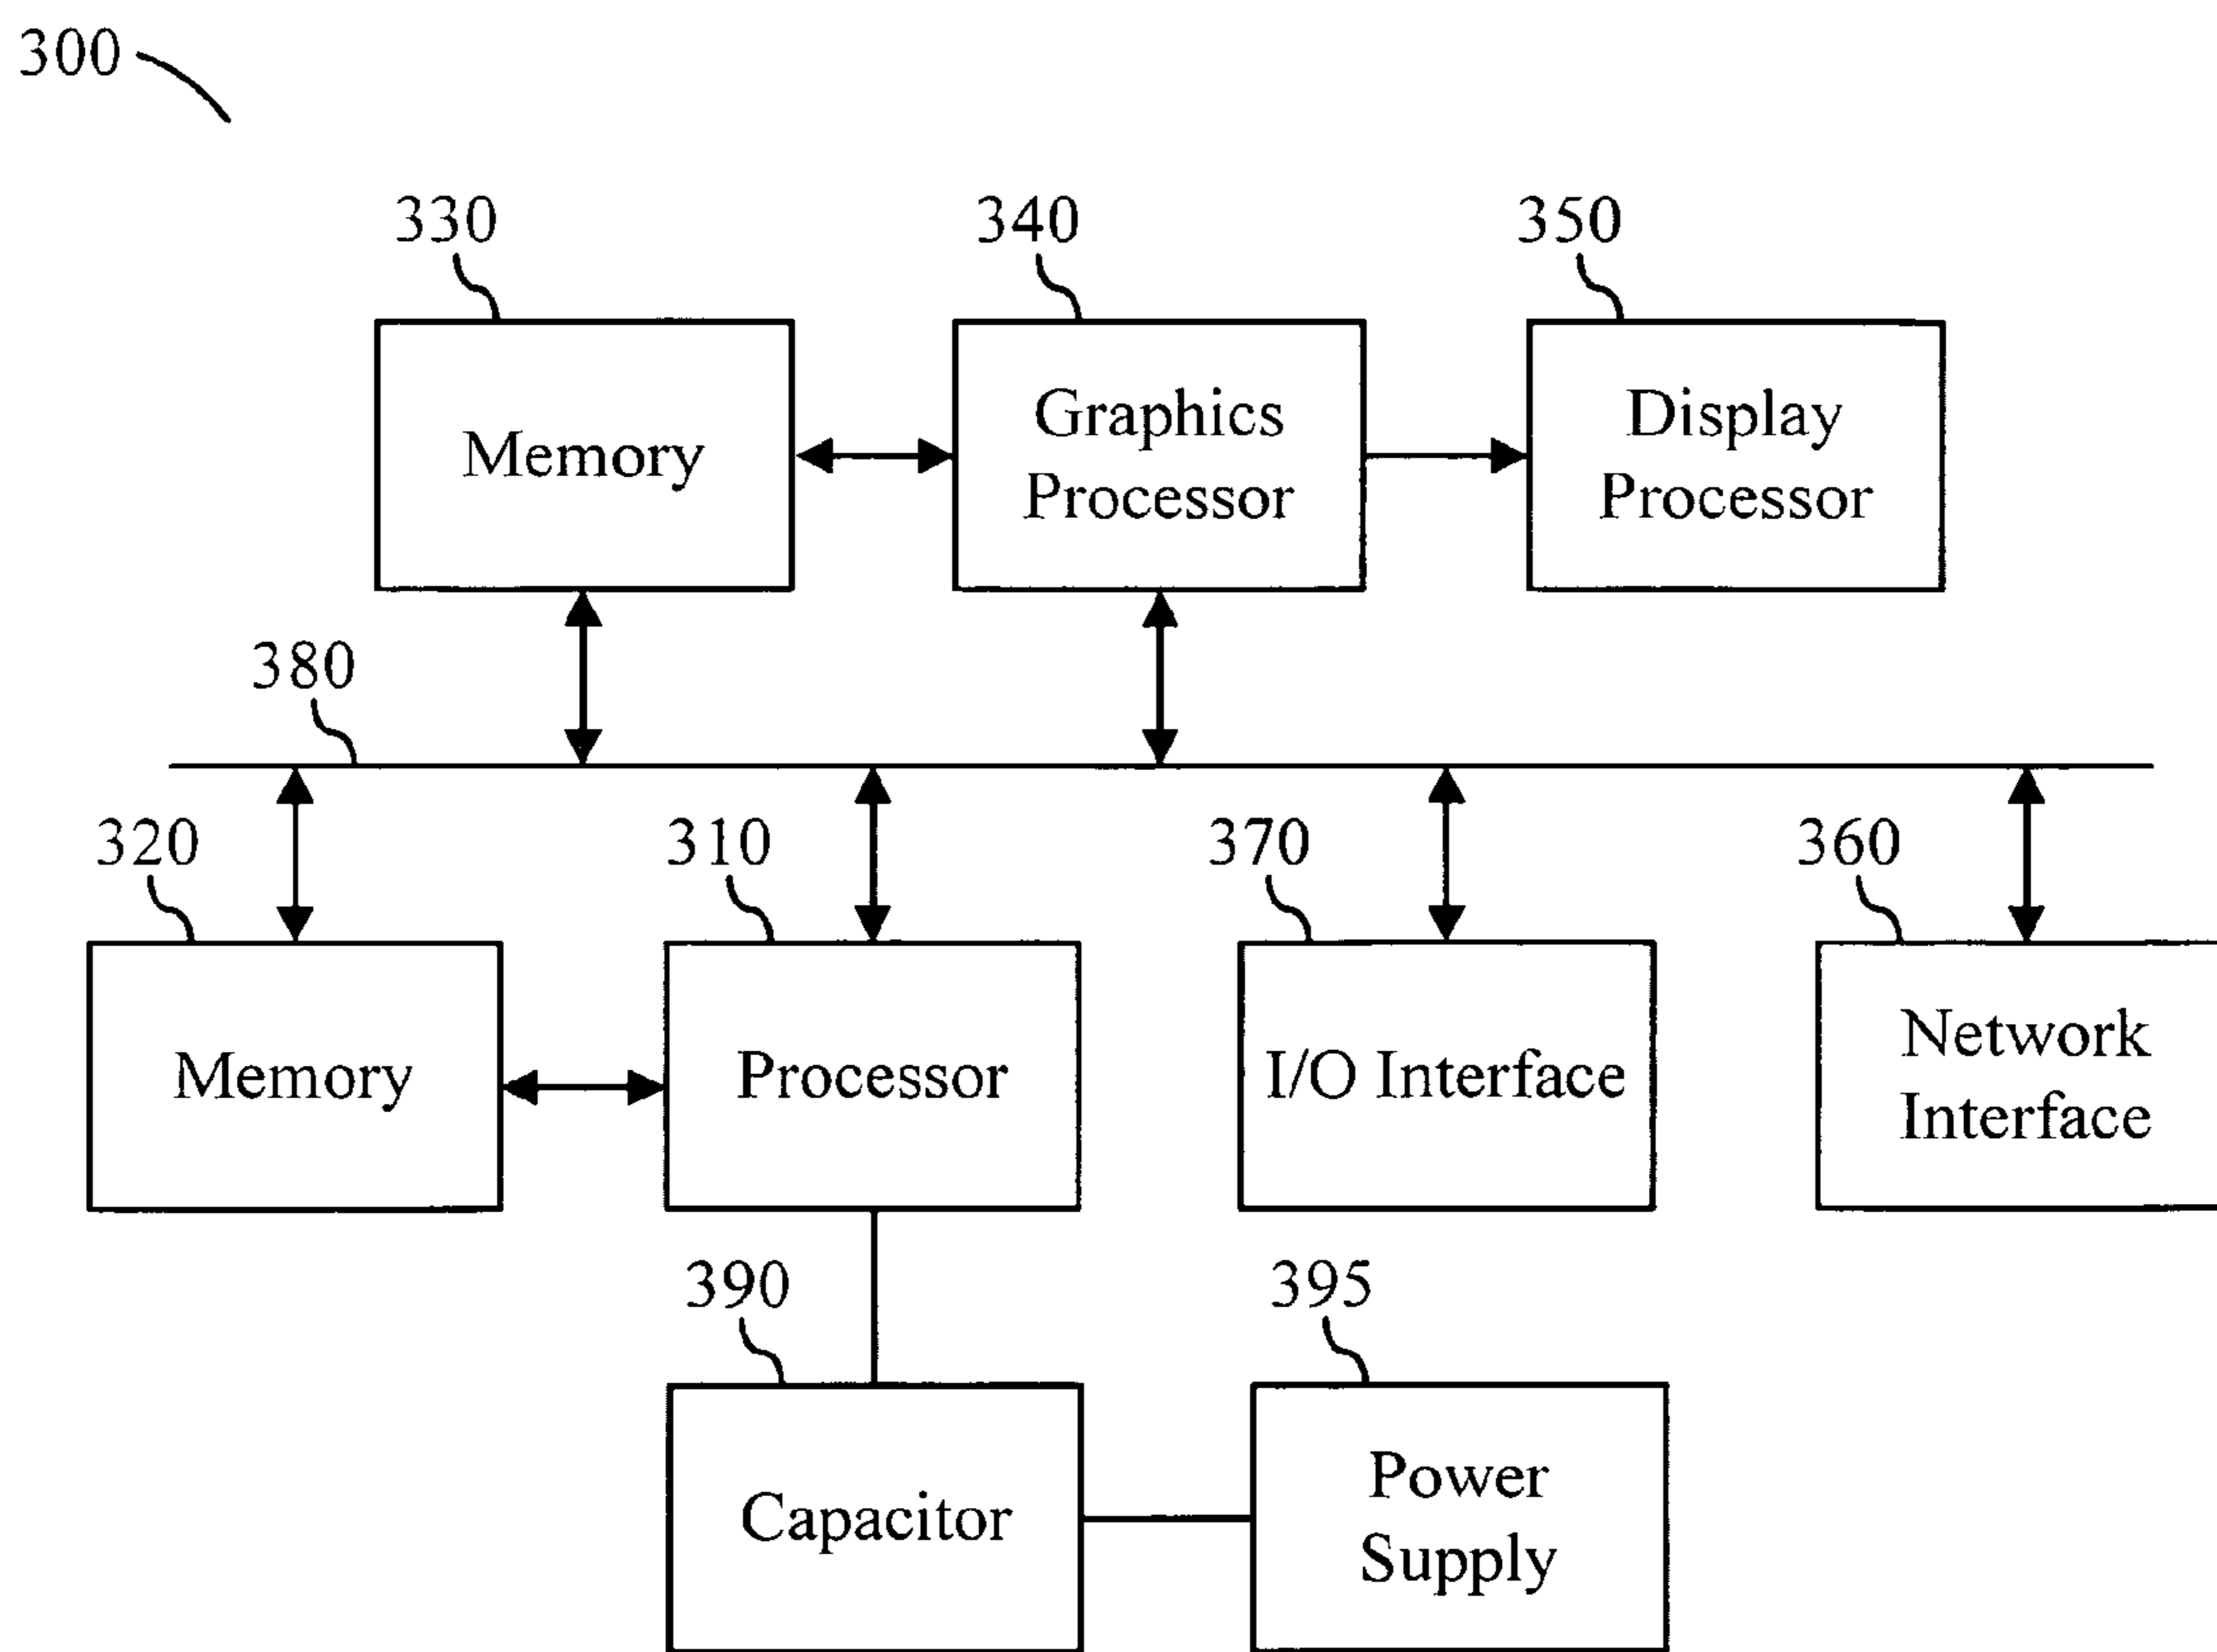 300
330
340
350
Memory
Graphics
Processor
Display
Processor
380
320
310
370
360
Memory
Processor
I/O Interface
Network
Interface
390
395
Capacitor
Power
Supply